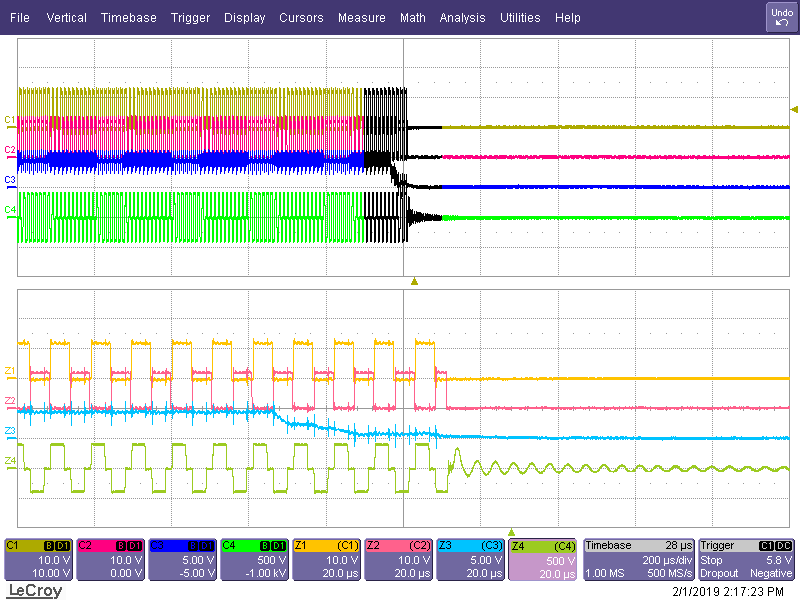 File Vertical Timebase Trigger Display Cursors Measure Math Analysis Utilities Help Undo
C1
C2
C3
C4
Z1
Z2
Z3
Z4
C1 B D1 C2 B D1 C3 B D1 C4 B D1 Z1 (C1) Z2 (C2) Z3 (C3) Z4 (C4) Timebase 28 µs Trigger C1 DC
10.0 V 10.0 V 5.00 V 500 V 10.0 V 10.0 V 5.00 V 500 V 200 µs/div Stop 5.8 V
10.00 V 0.00 V -5.00 V -1.00 kV 20.0 µs 20.0 µs 20.0 µs 20.0 µs 1.00 MS 500 MS/s Dropout Negative
LeCroy 2/1/2019 2:17:23 PM